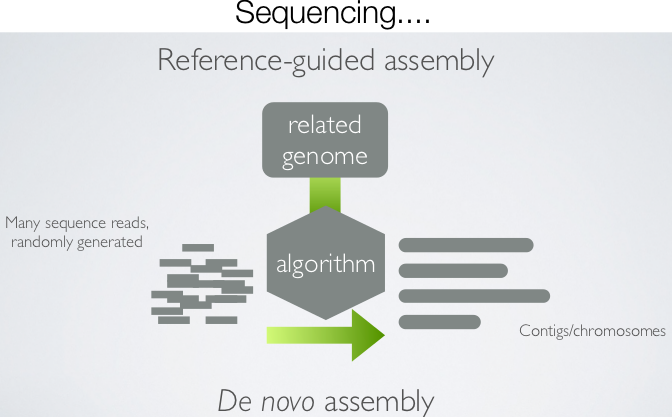 Sequencing....
Reference-guided assembly
related
genome
Many sequence reads,
randomly generated
algorithm
Contigs/chromosomes
De novo assembly